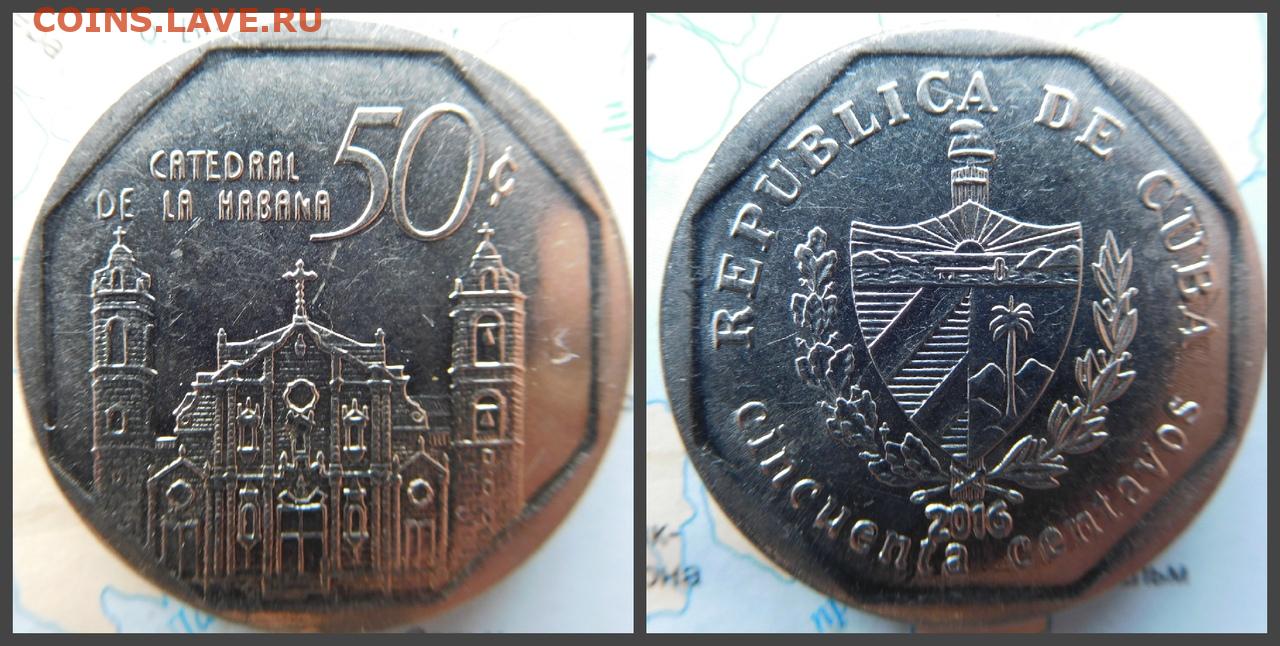 COINS.LAVE.RU
CATEDRAL
DE LA HABANA
50¢
REPUBLICA DE CUBA
2016
Cincuenta centavos